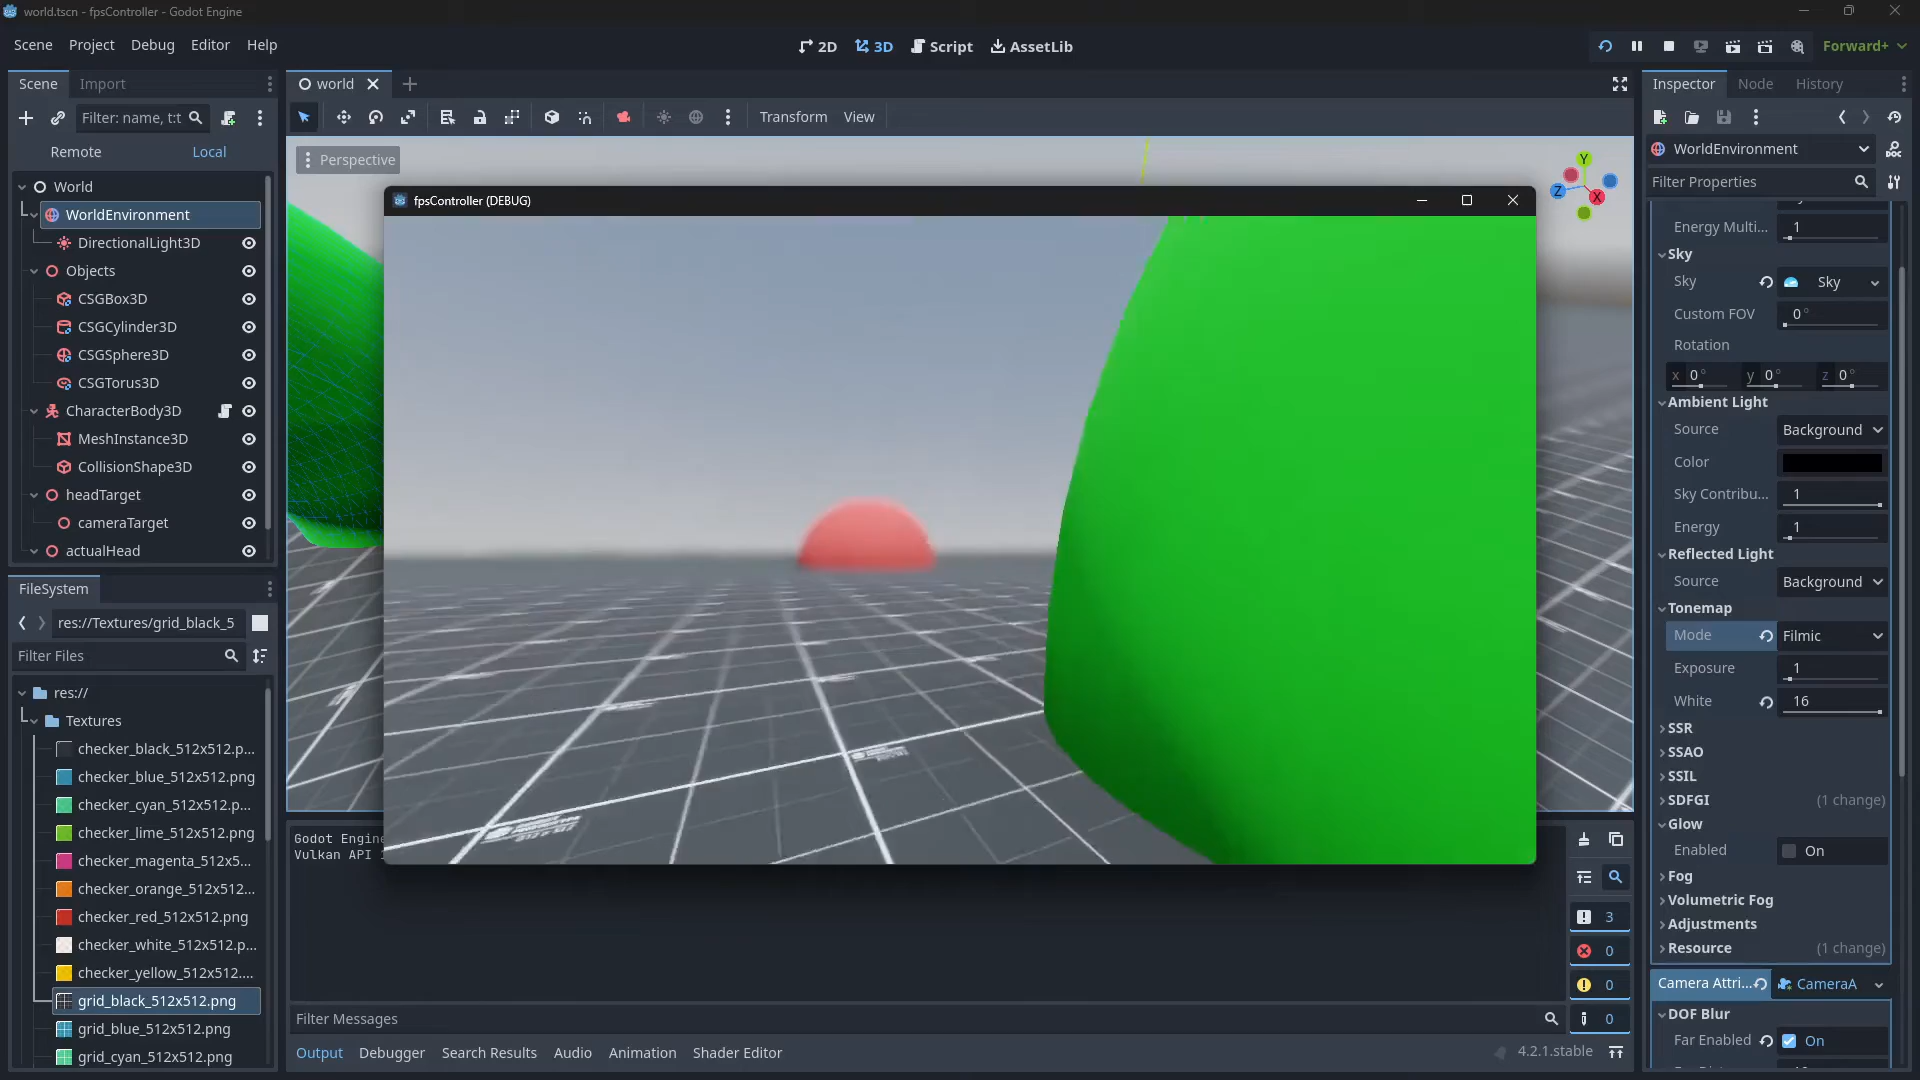 world.tscn - fpsController - Godot Engine
Scene Project Debug Editor Help
2D 3D Script AssetLib
Forward+
Scene Import
world
Inspector Node History
Filter: name, t:t
Transform View
Remote Local
Perspective
Y
Z
X
WorldEnvironment
Filter Properties
World
WorldEnvironment
DirectionalLight3D
Objects
CSGBox3D
CSGCylinder3D
CSGSphere3D
CSGTorus3D
CharacterBody3D
MeshInstance3D
CollisionShape3D
headTarget
cameraTarget
actualHead
fpsController (DEBUG)
Energy Multi... 1
Sky
Sky Sky
Custom FOV 0 °
Rotation
x 0 ° y 0 ° z 0 °
Ambient Light
Source Background
Color
Sky Contribu... 1
Energy 1
Reflected Light
Source Background
Tonemap
Mode Filmic
Exposure 1
White 16
SSR
SSAO
SSIL
SDFGI (1 change)
Glow
Enabled On
Fog
Volumetric Fog
Adjustments
Resource (1 change)
Camera Attri... CameraA
DOF Blur
Far Enabled On
FileSystem
res://Textures/grid_black_5
Filter Files
res://
Textures
checker_black_512x512.p...
checker_blue_512x512.png
checker_cyan_512x512.p...
checker_lime_512x512.png
checker_magenta_512x5...
checker_orange_512x512...
checker_red_512x512.png
checker_white_512x512.p...
checker_yellow_512x512....
grid_black_512x512.png
grid_blue_512x512.png
grid_cyan_512x512.png
Godot Engine
Vulkan API
3
0
0
0
Filter Messages
Output Debugger Search Results Audio Animation Shader Editor
4.2.1.stable